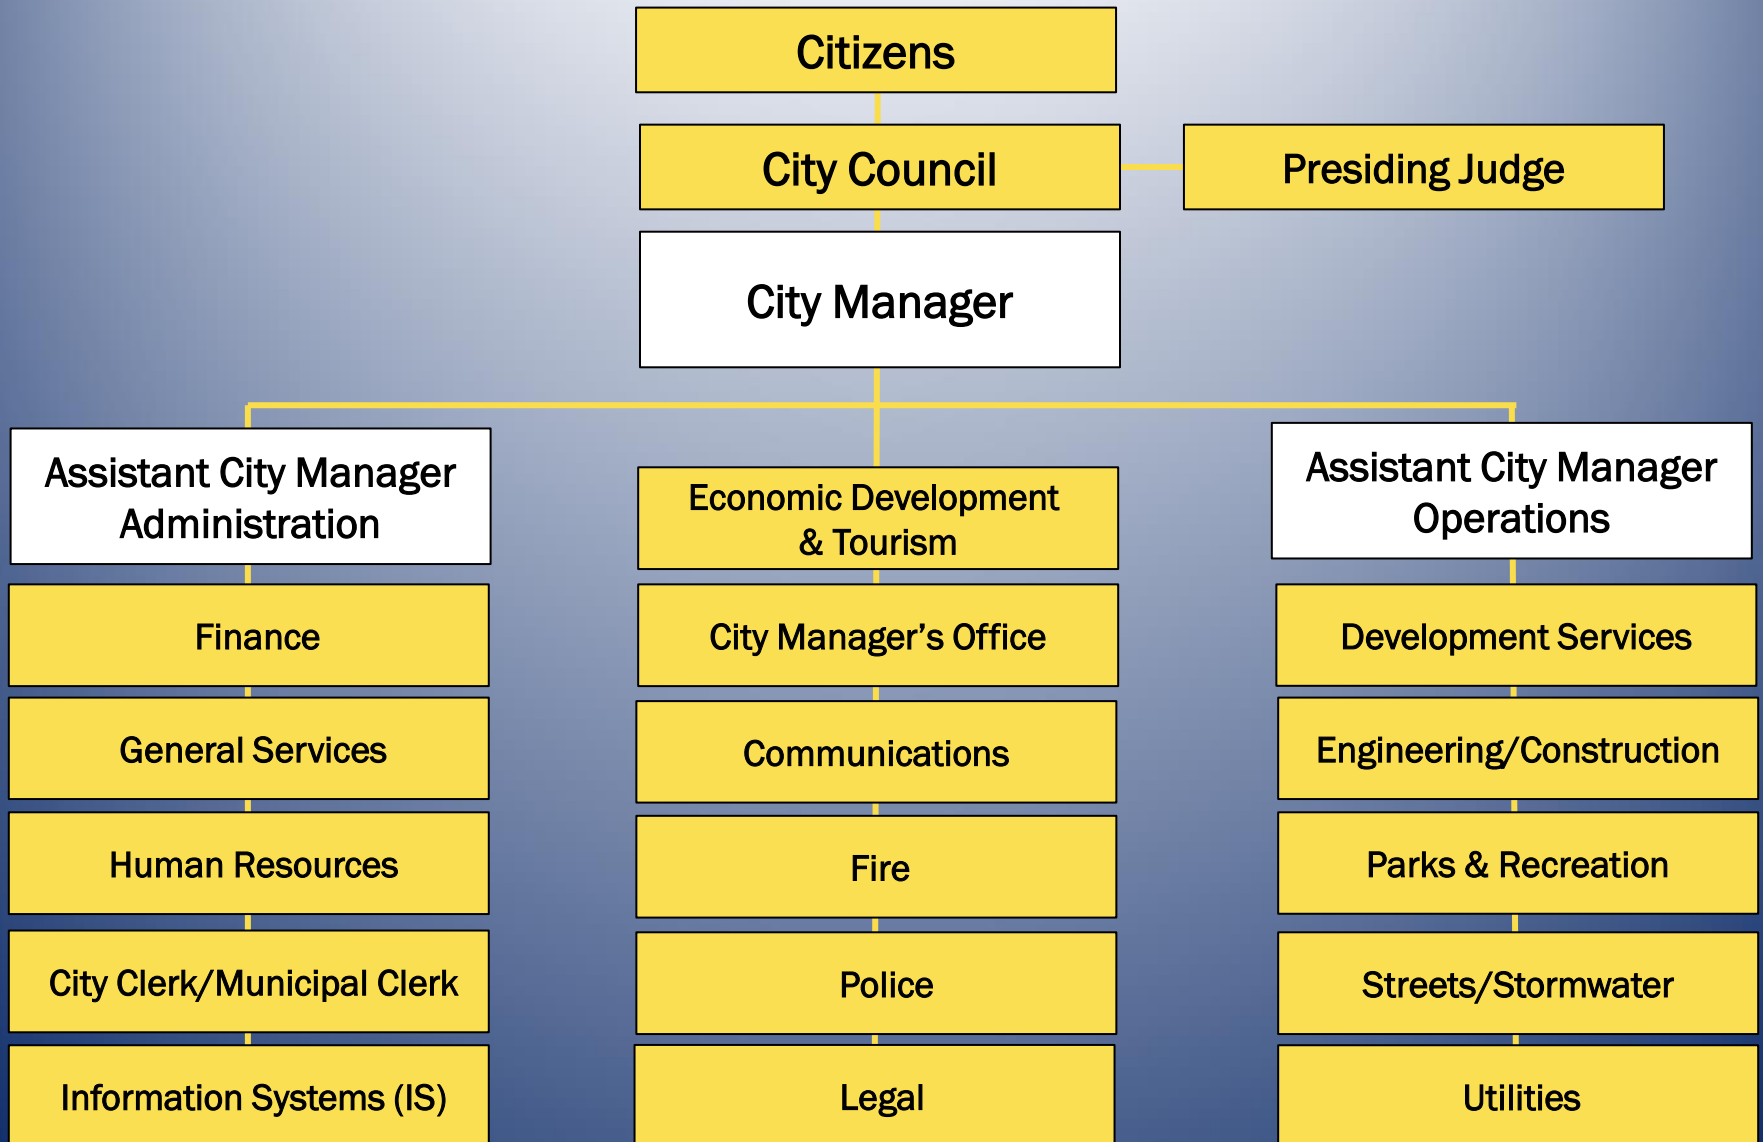 Citizens
City Council
Presiding Judge
City Manager
Assistant City Manager
Administration
Finance
General Services
Human Resources
City Clerk/Municipal Clerk
Information Systems (IS)
Economic Development
& Tourism
City Manager’s Office
Communications
Fire
Police
Legal
Assistant City Manager
Operations
Development Services
Engineering/Construction
Parks & Recreation
Streets/Stormwater
Utilities